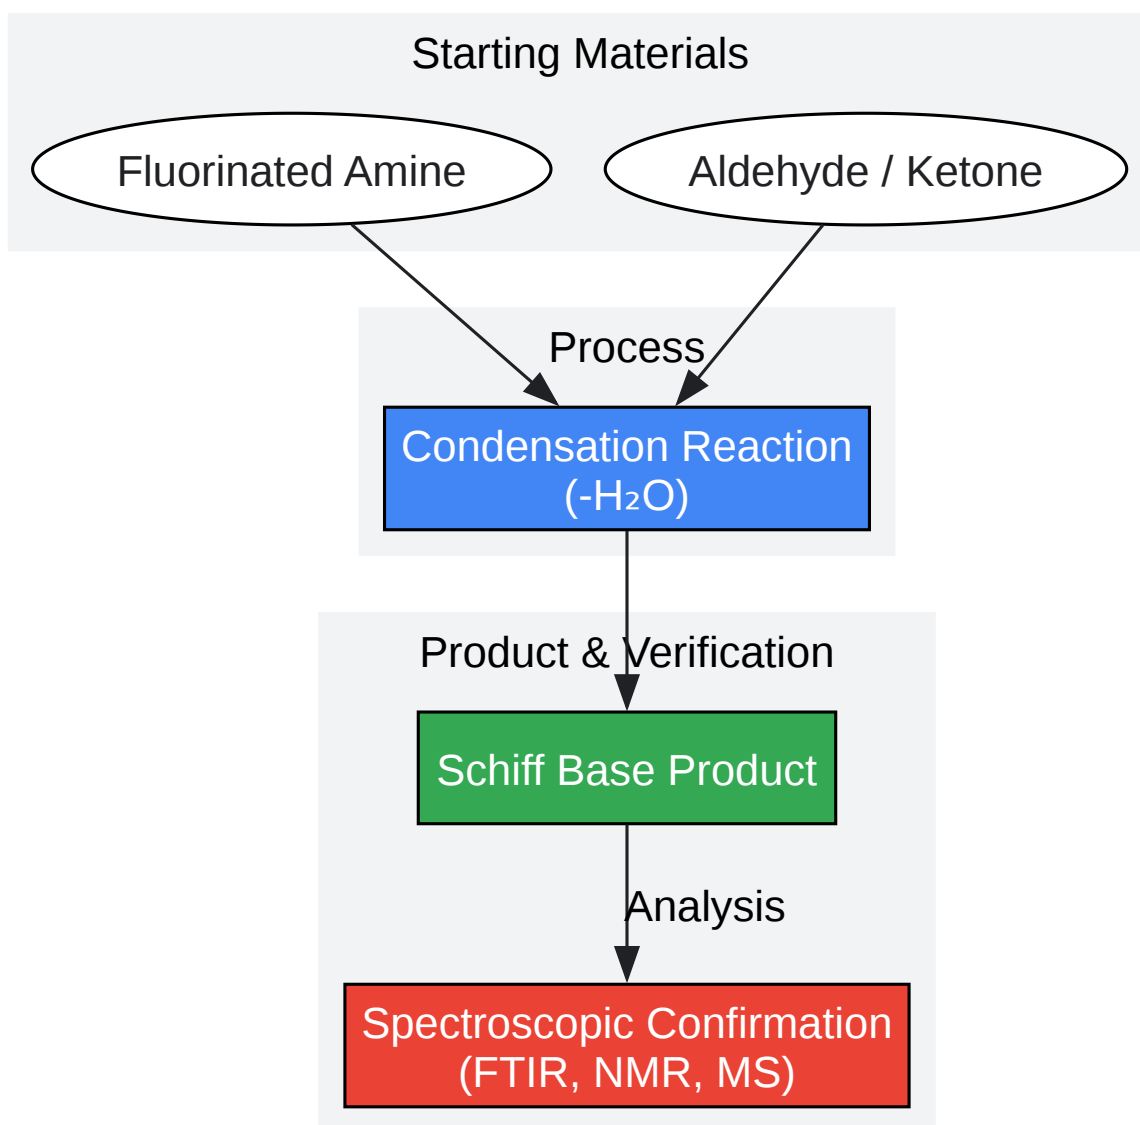 Starting Materials
Fluorinated Amine
Aldehyde / Ketone
Process
Condensation Reaction
(-H₂O)
Product & Verification
Schiff Base Product
Analysis
Spectroscopic Confirmation
(FTIR, NMR, MS)